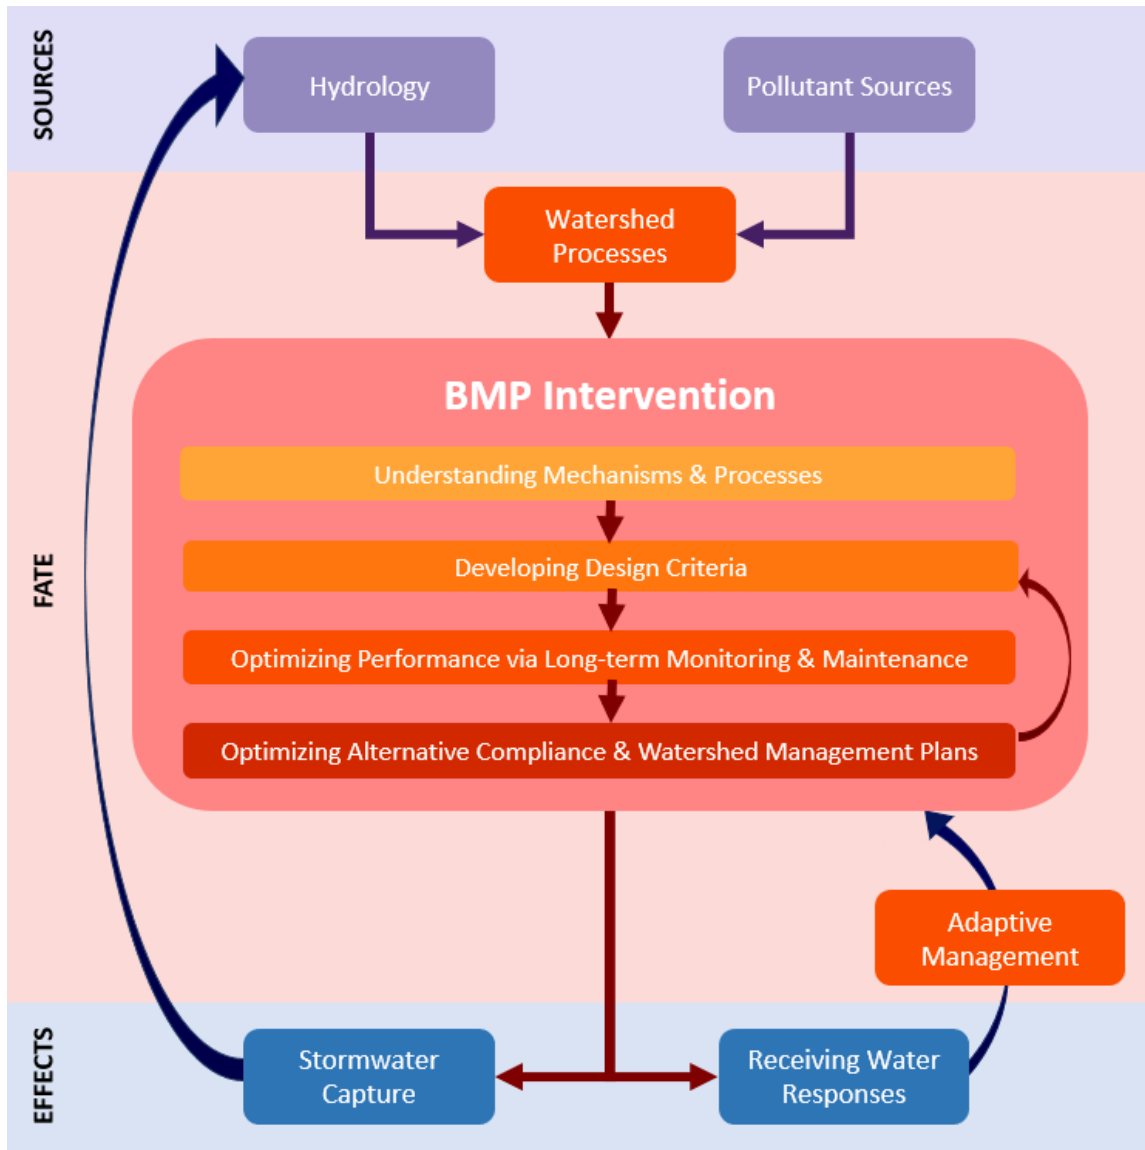 SOURCES
Hydrology
Pollutant Sources
Watershed
Processes
FATE
BMP Intervention
Understanding Mechanisms & Processes
Developing Design Criteria
Optimizing Performance via Long-term Monitoring & Maintenance
Optimizing Alternative Compliance & Watershed Management Plans
Adaptive
Management
EFFECTS
Stormwater
Capture
Receiving Water
Responses